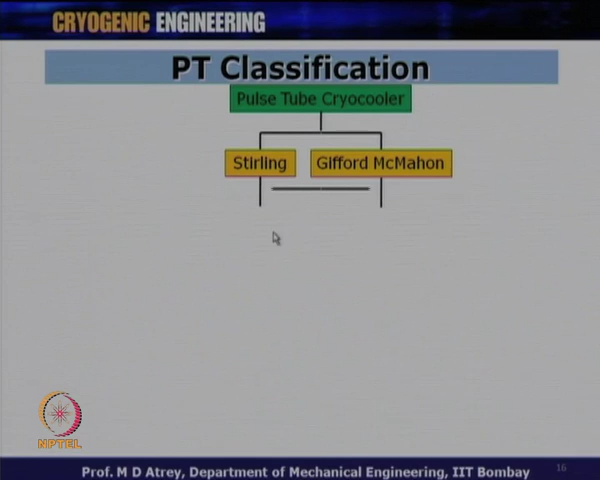 CRYOGENIC ENGINEERING
PT Classification
Pulse Tube Cryocooler
Stirling
Gifford McMahon
NPTEL
Prof. M D Atrey, Department of Mechanical Engineering, IIT Bombay
16